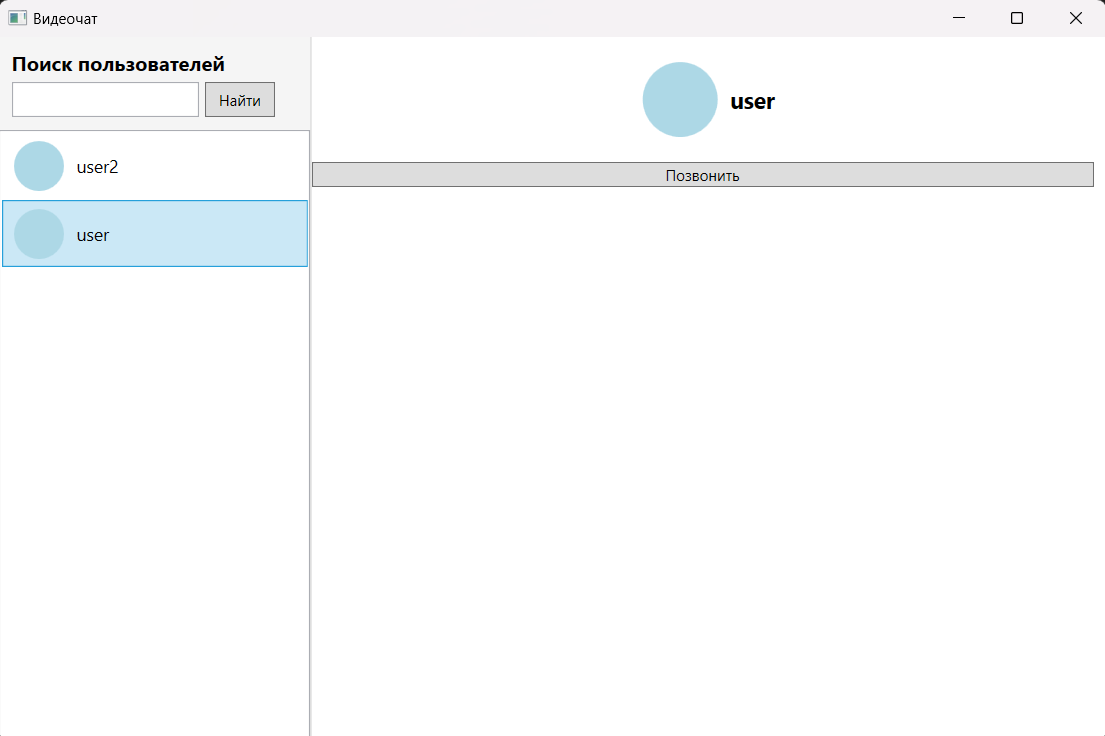 Видеочат
Поиск пользователей
Найти
user2
user
user
Позвонить